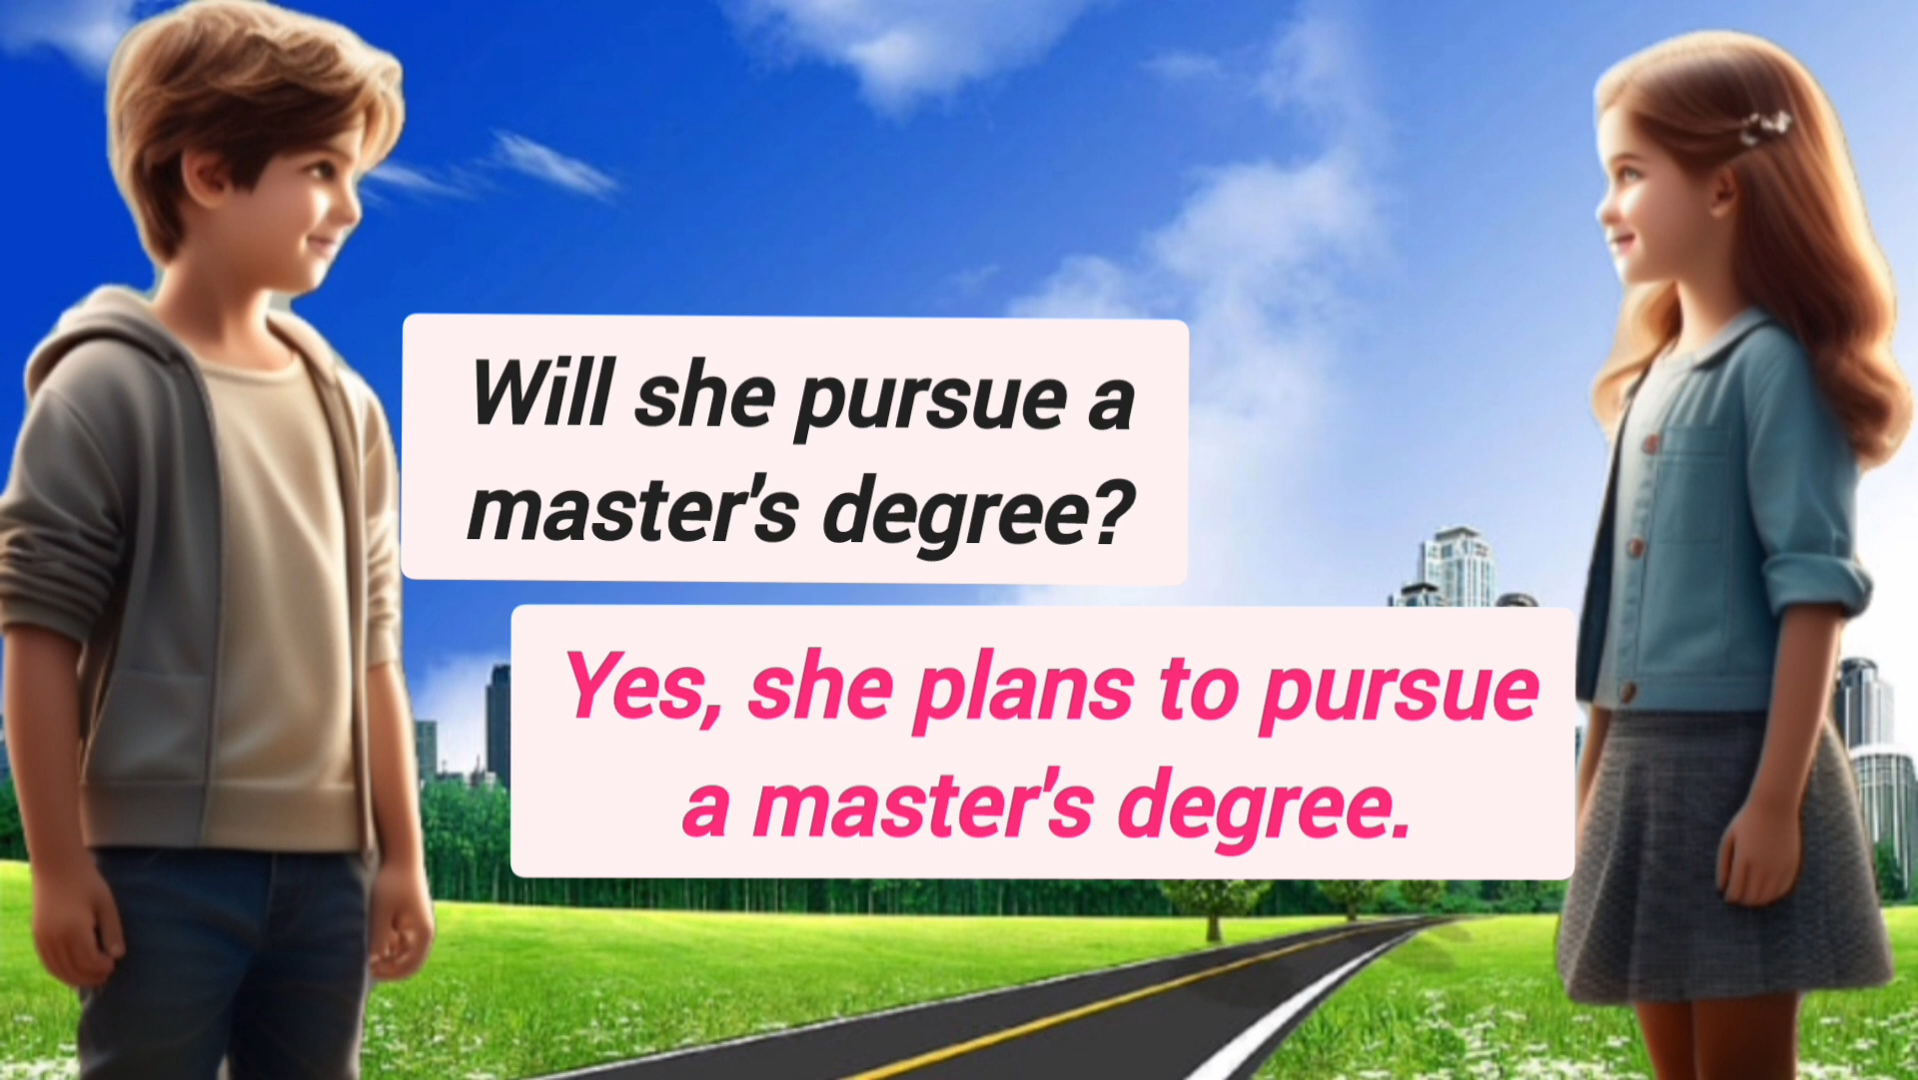 Will she pursue a
master's degree?
Yes, she plans to pursue
a master's degree.